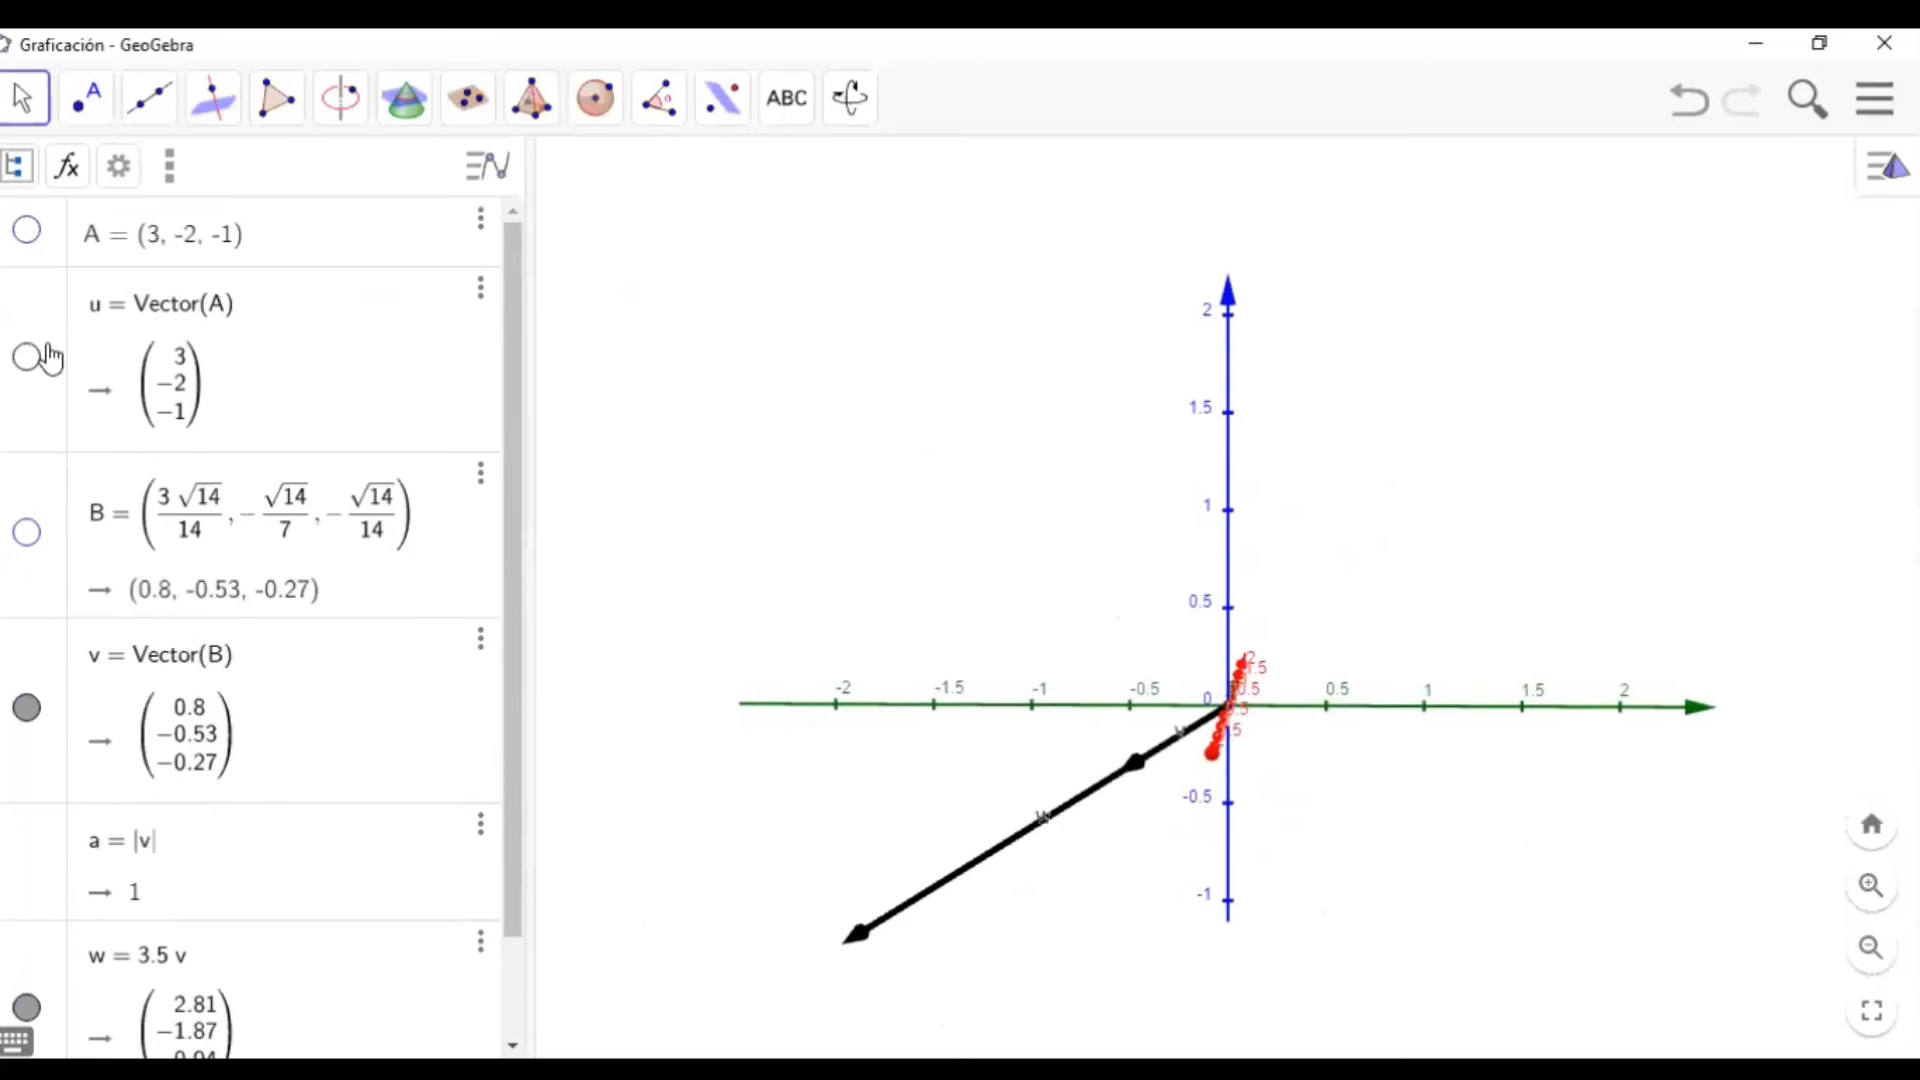 Graficación - GeoGebra
A
ABC
fx
A = (3, -2, -1)
u = Vector(A)
→ (3
−2
−1)
B = (3 √14 / 14, − √14 / 7, − √14 / 14)
→ (0.8, -0.53, -0.27)
v = Vector(B)
→ (0.8
−0.53
−0.27)
a = |v|
→ 1
w = 3.5 v
→ (2.81
−1.87
2
1.5
1
0.5
-2 -1.5 -1 -0.5 0 0.5 1 1.5 2
v
w
-0.5
-1